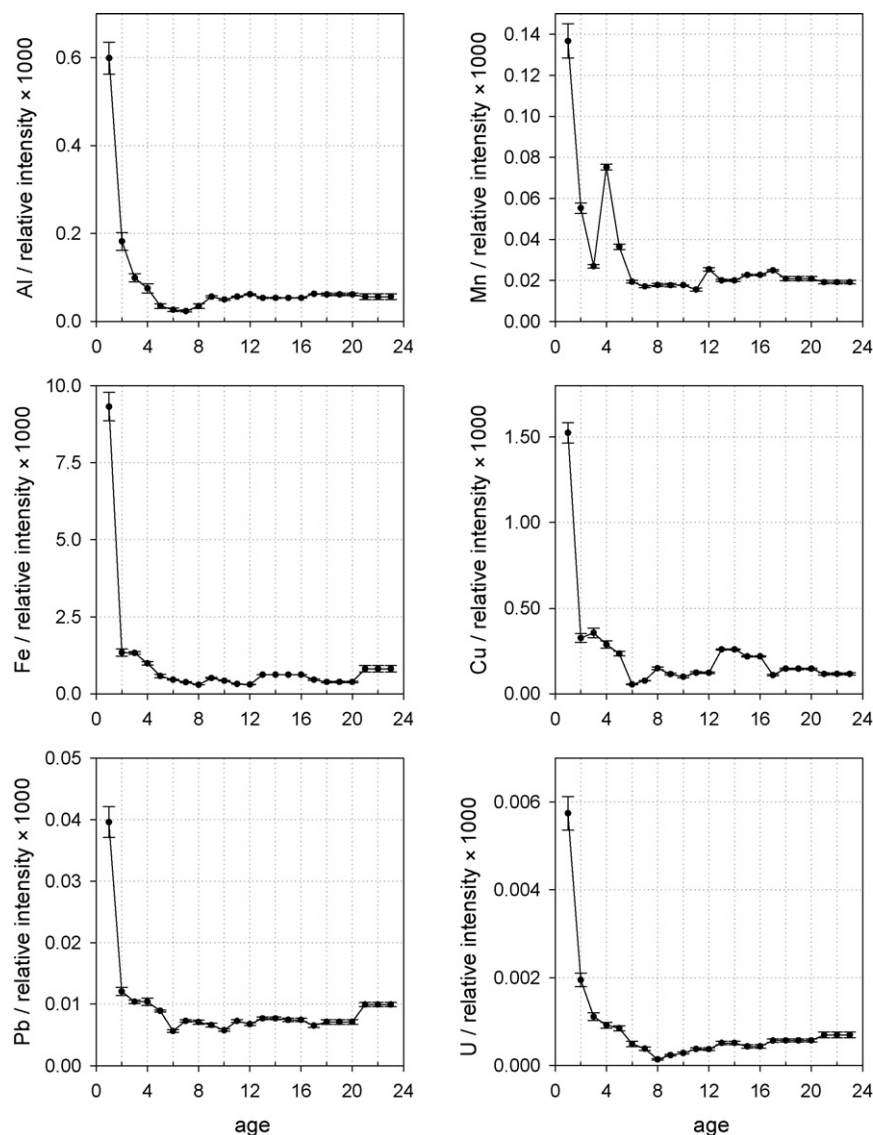 Al / relative intensity × 1000
0.6
0.4
0.2
0.0
0 4 8 12 16 20 24
Mn / relative intensity × 1000
0.14
0.12
0.10
0.08
0.06
0.04
0.02
0.00
0 4 8 12 16 20 24
Fe / relative intensity × 1000
10.0
7.5
5.0
2.5
0.0
0 4 8 12 16 20 24
Cu / relative intensity × 1000
1.50
1.00
0.50
0.00
0 4 8 12 16 20 24
Pb / relative intensity × 1000
0.05
0.04
0.03
0.02
0.01
0.00
0 4 8 12 16 20 24
age
U / relative intensity × 1000
0.006
0.004
0.002
0.000
0 4 8 12 16 20 24
age